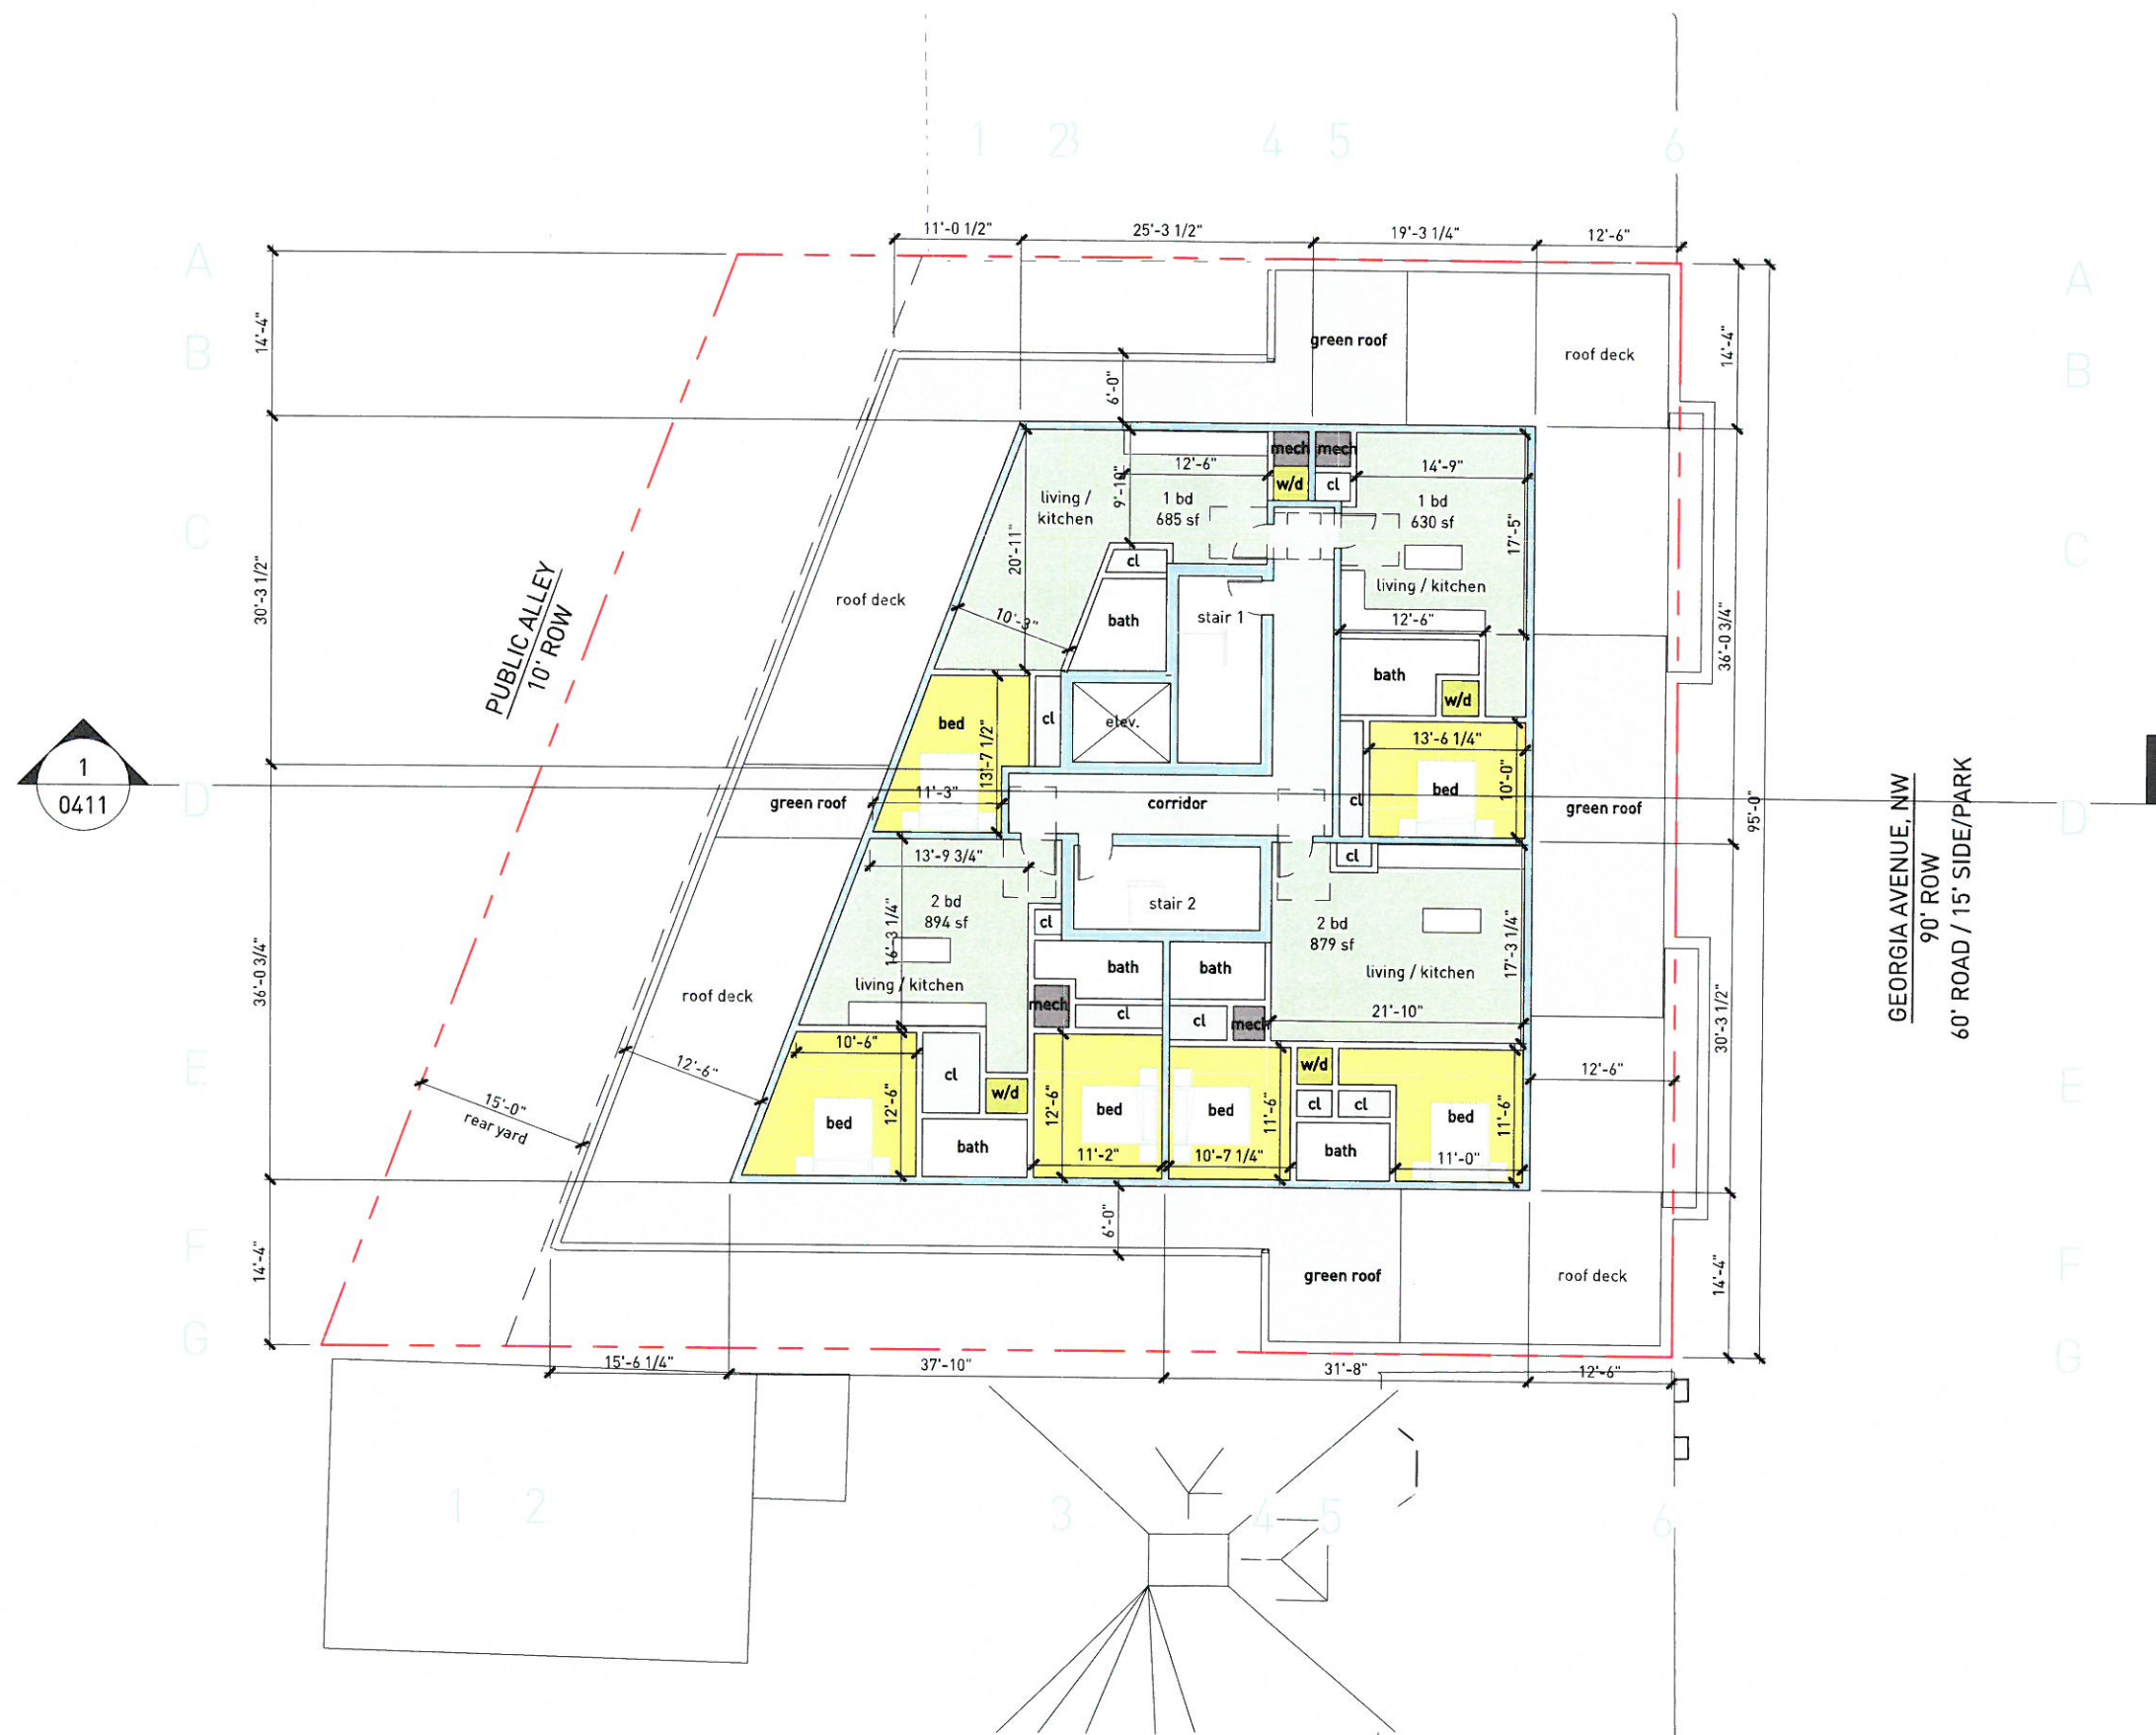 1 2 3 4 5 6
11'-0 1/2" 25'-3 1/2" 19'-3 1/4" 12'-6"
A A
14'-4" 14'-4"
B B
green roof
roof deck
6'-0"
mech mech
12'-6" 14'-9"
w/d cl
living /
kitchen
9'-10"
1 bd
685 sf
1 bd
630 sf
C C
20'-11" 17'-5"
cl
living / kitchen
PUBLIC ALLEY
10' ROW
30'-3 1/2"
roof deck
10'-3"
bath
stair 1
12'-6"
36'-0 3/4"
bath
w/d
bed
cl
elev.
13'-7 1/2"
13'-6 1/4"
10'-0"
bed
1
0411
D D
green roof
11'-3"
corridor
cl
green roof
95'-0"
GEORGIA AVENUE, NW
90' ROW
60' ROAD / 15' SIDE/PARK
13'-9 3/4"
cl
2 bd
894 sf
16'-3 1/4"
cl
stair 2
2 bd
879 sf
17'-3 1/4"
36'-0 3/4"
living / kitchen
bath
bath
living / kitchen
roof deck
mech
cl
cl
mech
21'-10"
30'-3 1/2"
10'-6"
12'-6"
E E
cl
w/d
w/d
12'-6"
15'-0"
rear yard
12'-6"
12'-6"
bed
bed
bed
11'-6"
cl
cl
bed
11'-6"
bed
bath
bath
11'-2"
10'-7 1/4"
11'-0"
6'-0"
F F
14'-4" 14'-4"
green roof
roof deck
G G
15'-6 1/4" 37'-10" 31'-8" 12'-6"
1 2 3 4 5 6